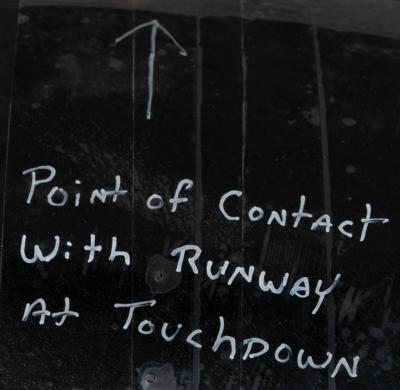 Point of Contact
With Runway
At Touchdown